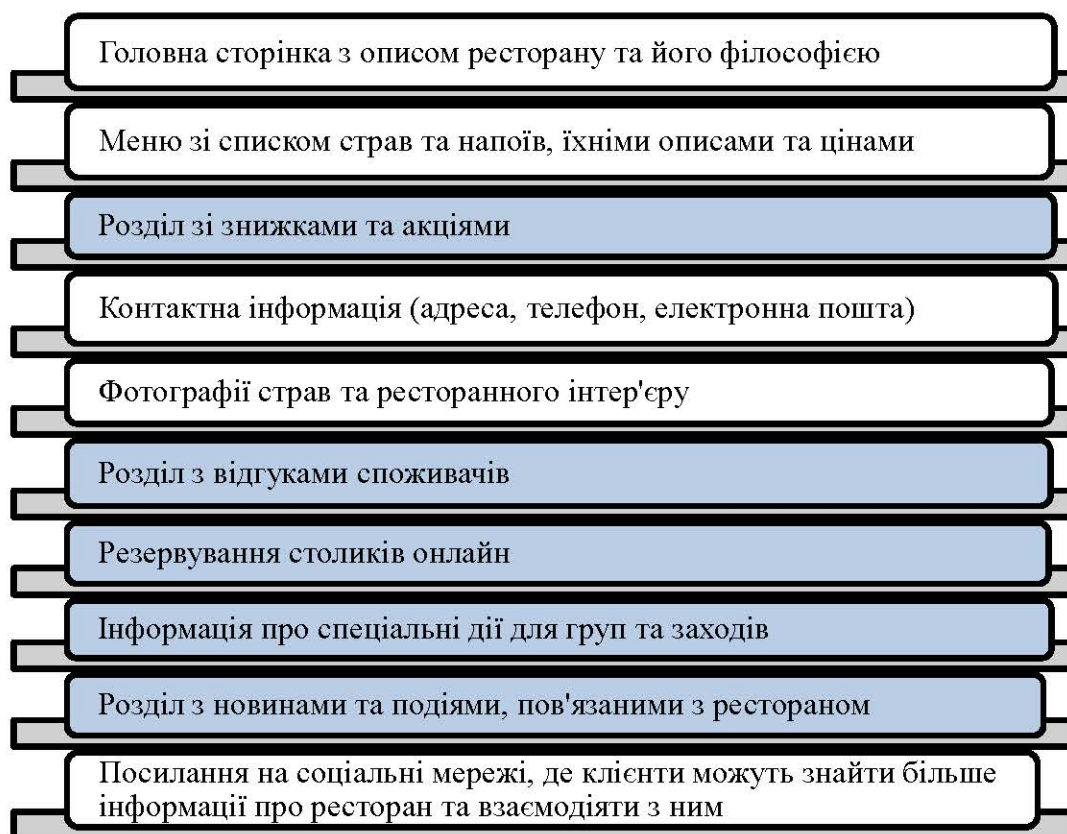 Головна сторінка з описом ресторану та його філософією
Меню зі списком страв та напоїв, їхніми описами та цінами
Розділ зі знижками та акціями
Контактна інформація (адреса, телефон, електронна пошта)
Фотографії страв та ресторанного інтер'єру
Розділ з відгуками споживачів
Резервування столиків онлайн
Інформація про спеціальні дії для груп та заходів
Розділ з новинами та подіями, пов'язаними з рестораном
Посилання на соціальні мережі, де клієнти можуть знайти більше
інформації про ресторан та взаємодіяти з ним